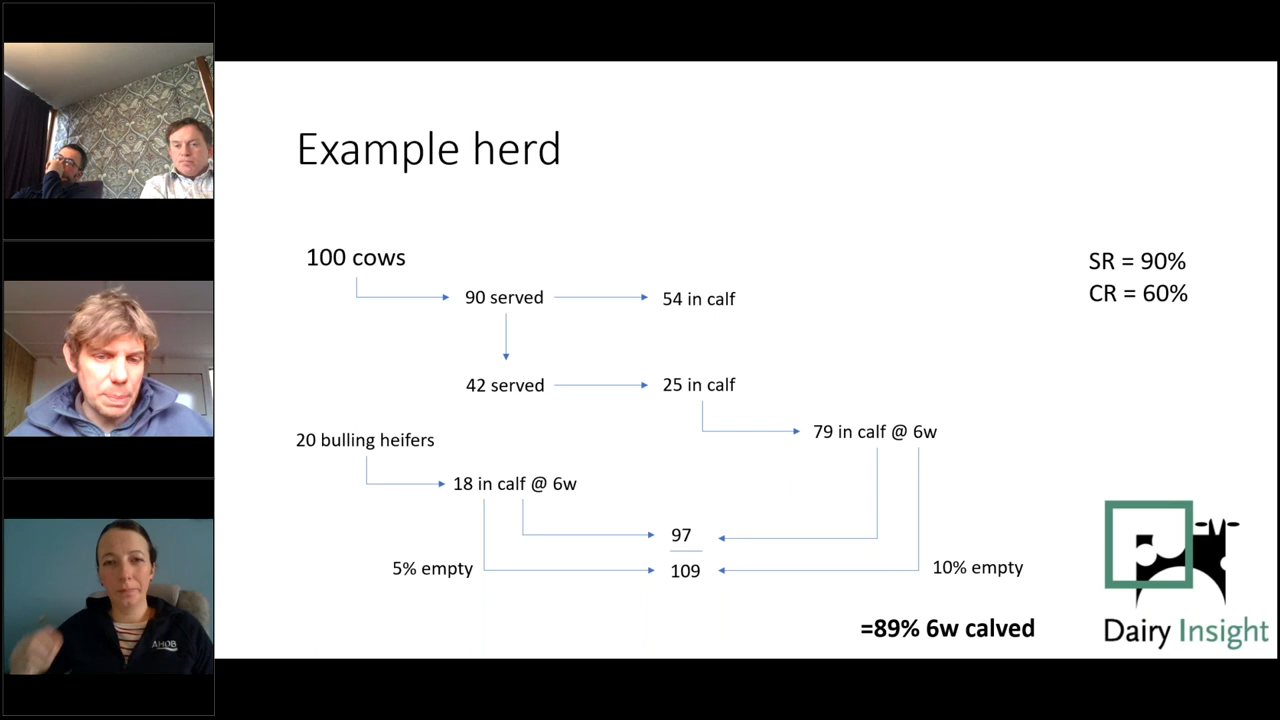 Example herd
100 cows
SR = 90%
CR = 60%
90 served
54 in calf
42 served
25 in calf
79 in calf @ 6w
20 bulling heifers
18 in calf @ 6w
97
109
5% empty
10% empty
=89% 6w calved
Dairy Insight
AHDB